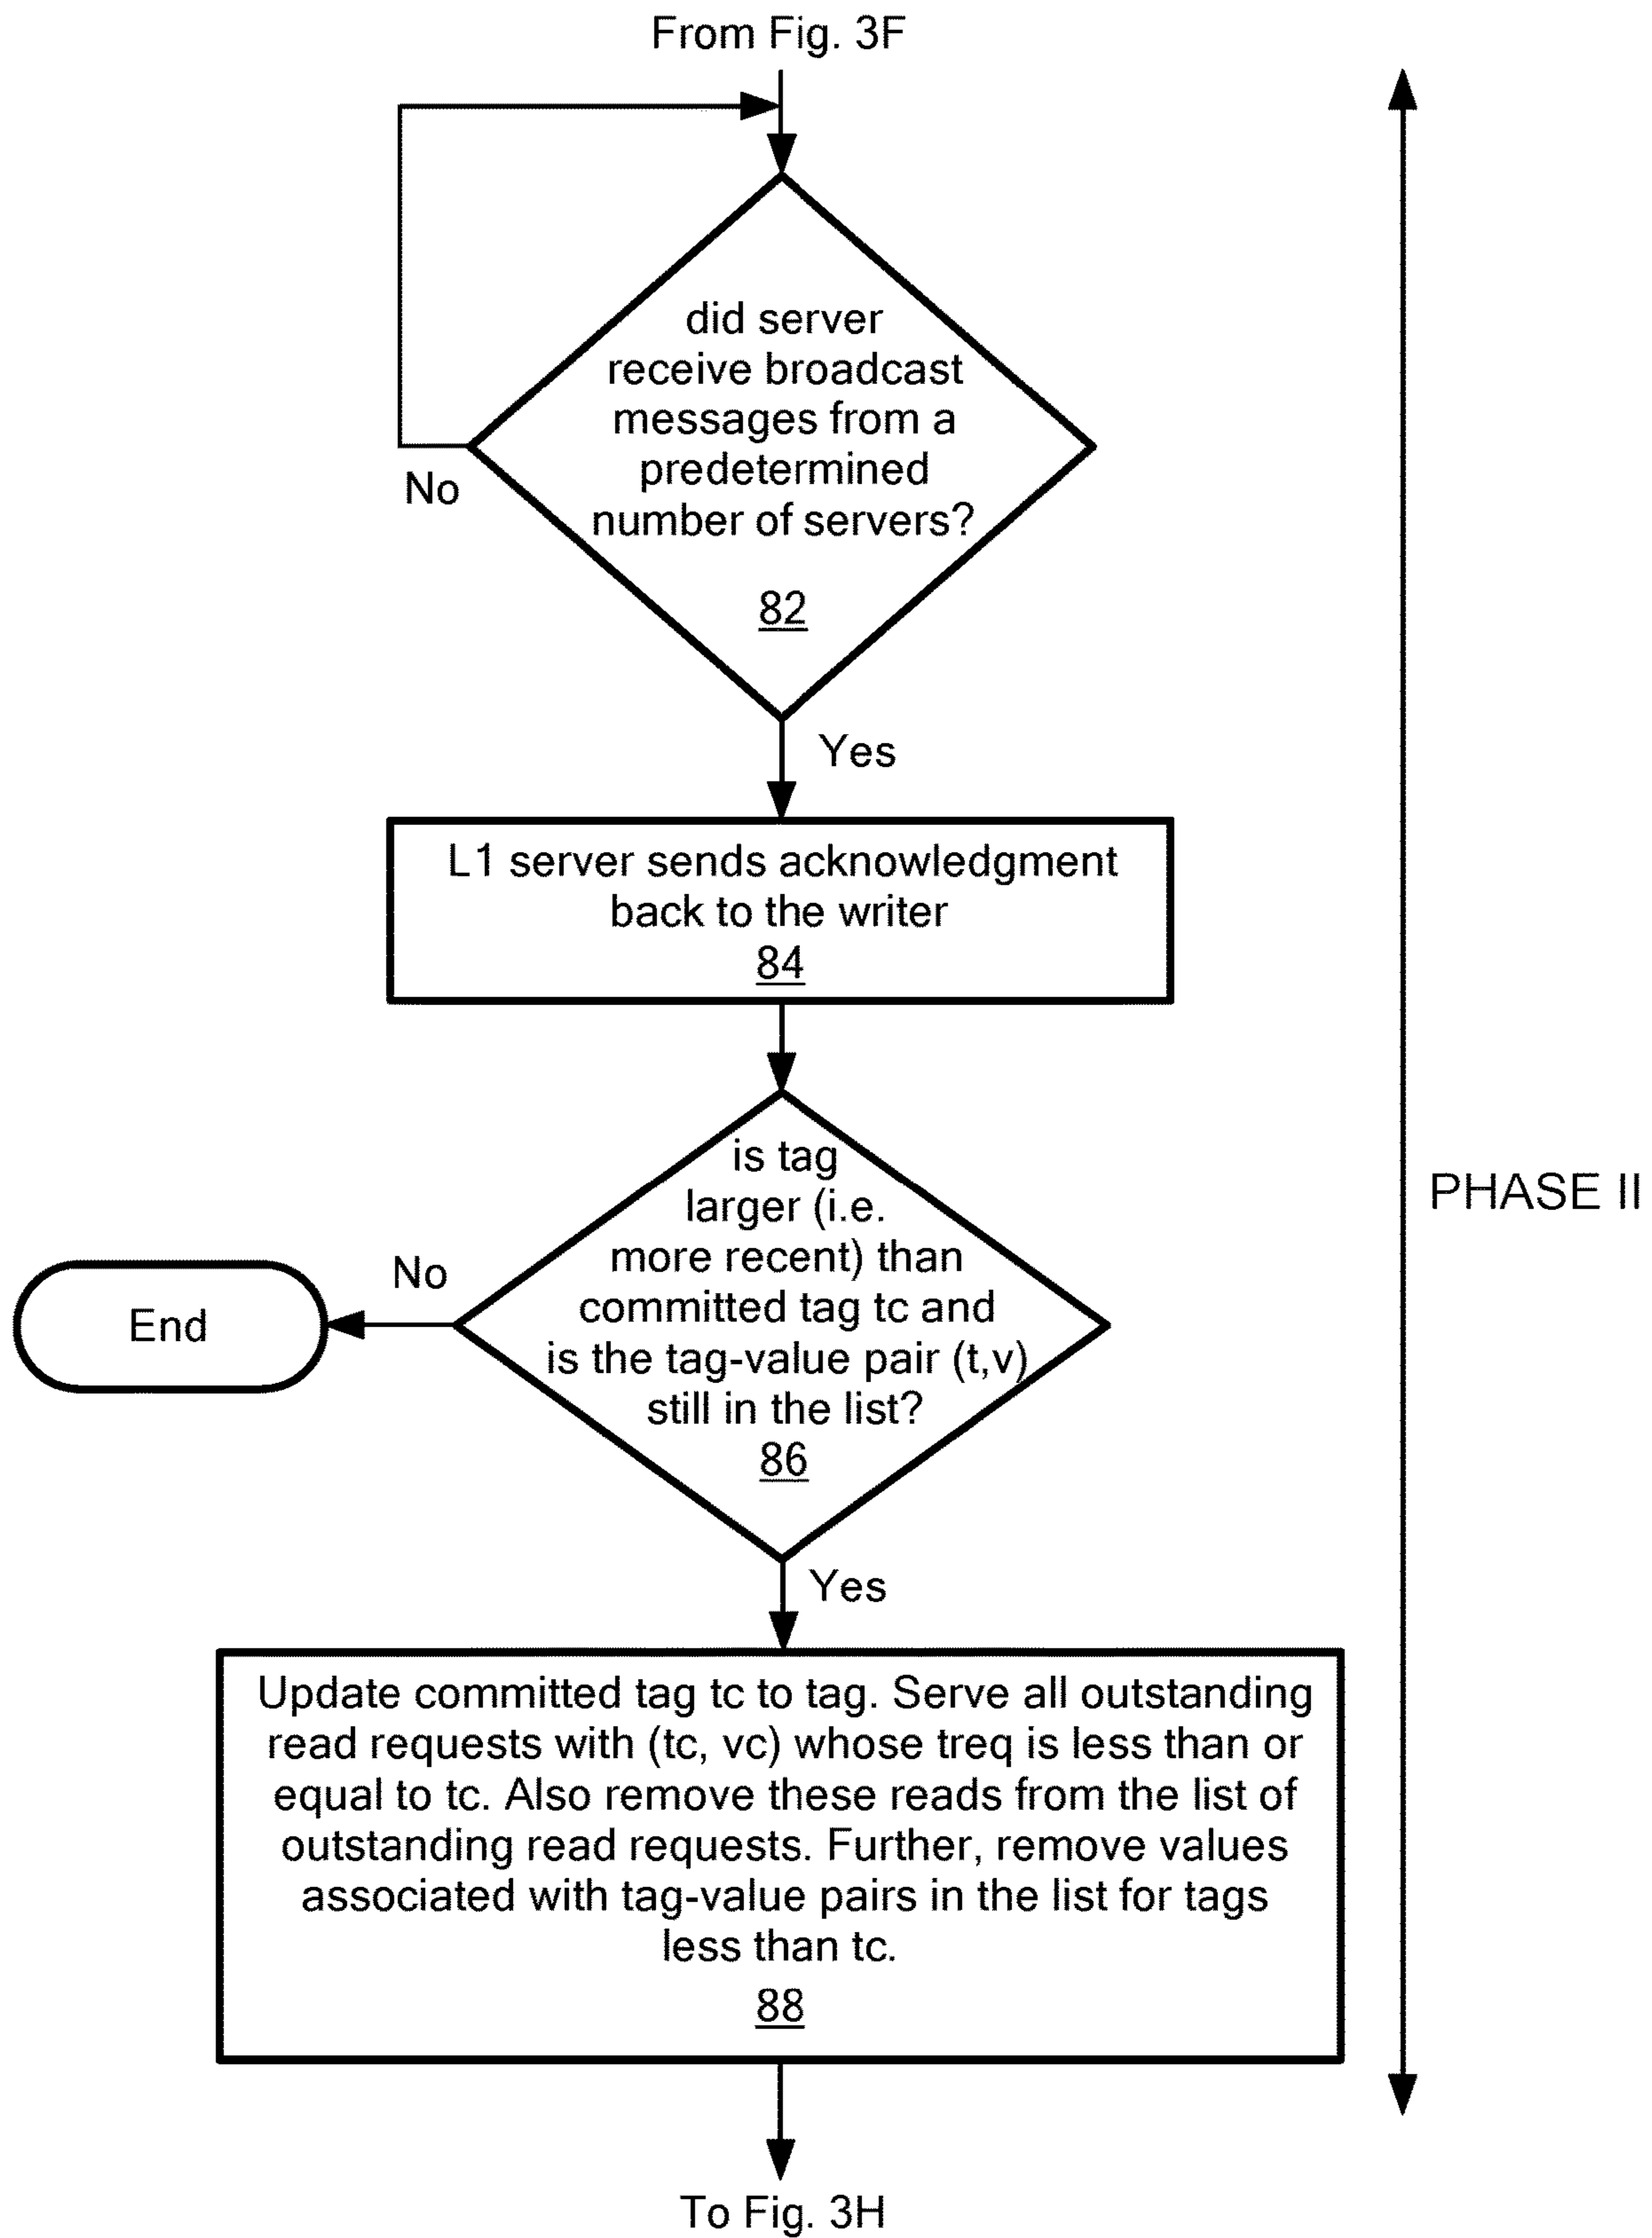 From Fig. 3F
did server
receive broadcast
messages from a
predetermined
number of servers?
82
No
Yes
L1 server sends acknowledgment
back to the writer
84
is tag
larger (i.e.
more recent) than
committed tag tc and
is the tag-value pair (t,v)
still in the list?
86
No
End
Yes
PHASE II
Update committed tag tc to tag. Serve all outstanding
read requests with (tc, vc) whose treq is less than or
equal to tc. Also remove these reads from the list of
outstanding read requests. Further, remove values
associated with tag-value pairs in the list for tags
less than tc.
88
To Fig. 3H